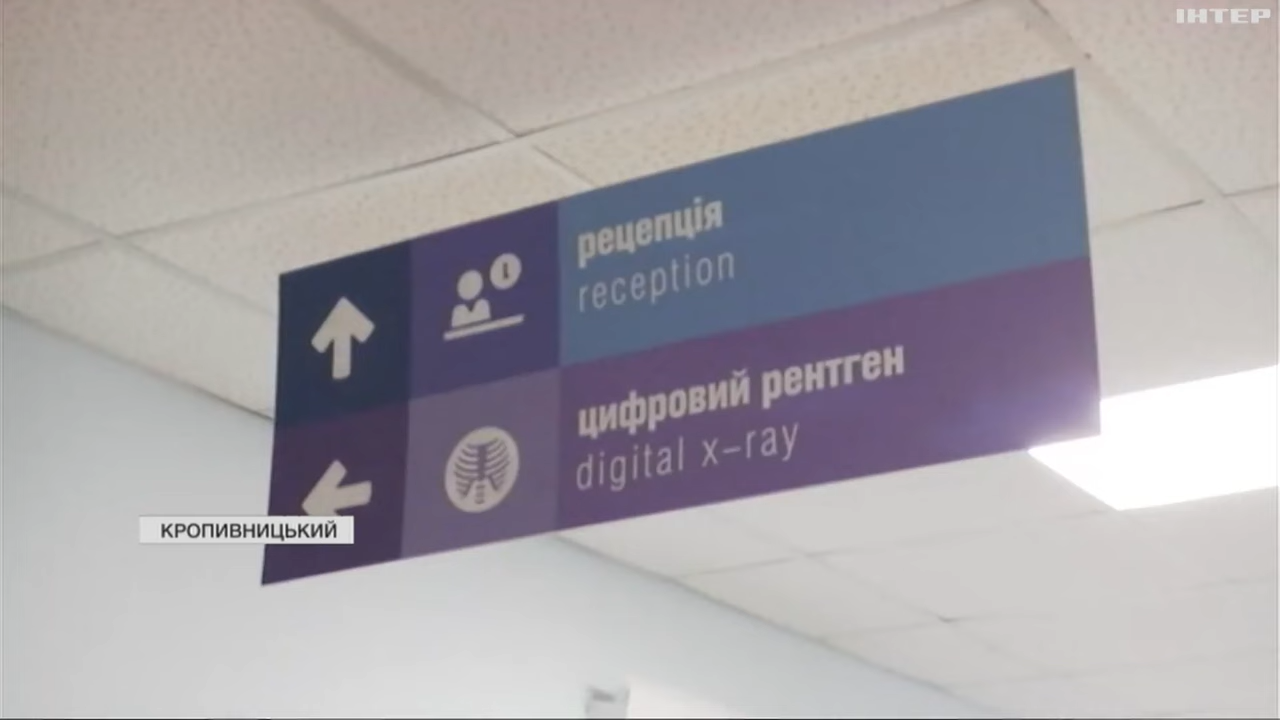 ІНТЕР
рецепція
reception
цифровий рентген
digital x-ray
КРОПИВНИЦЬКИЙ